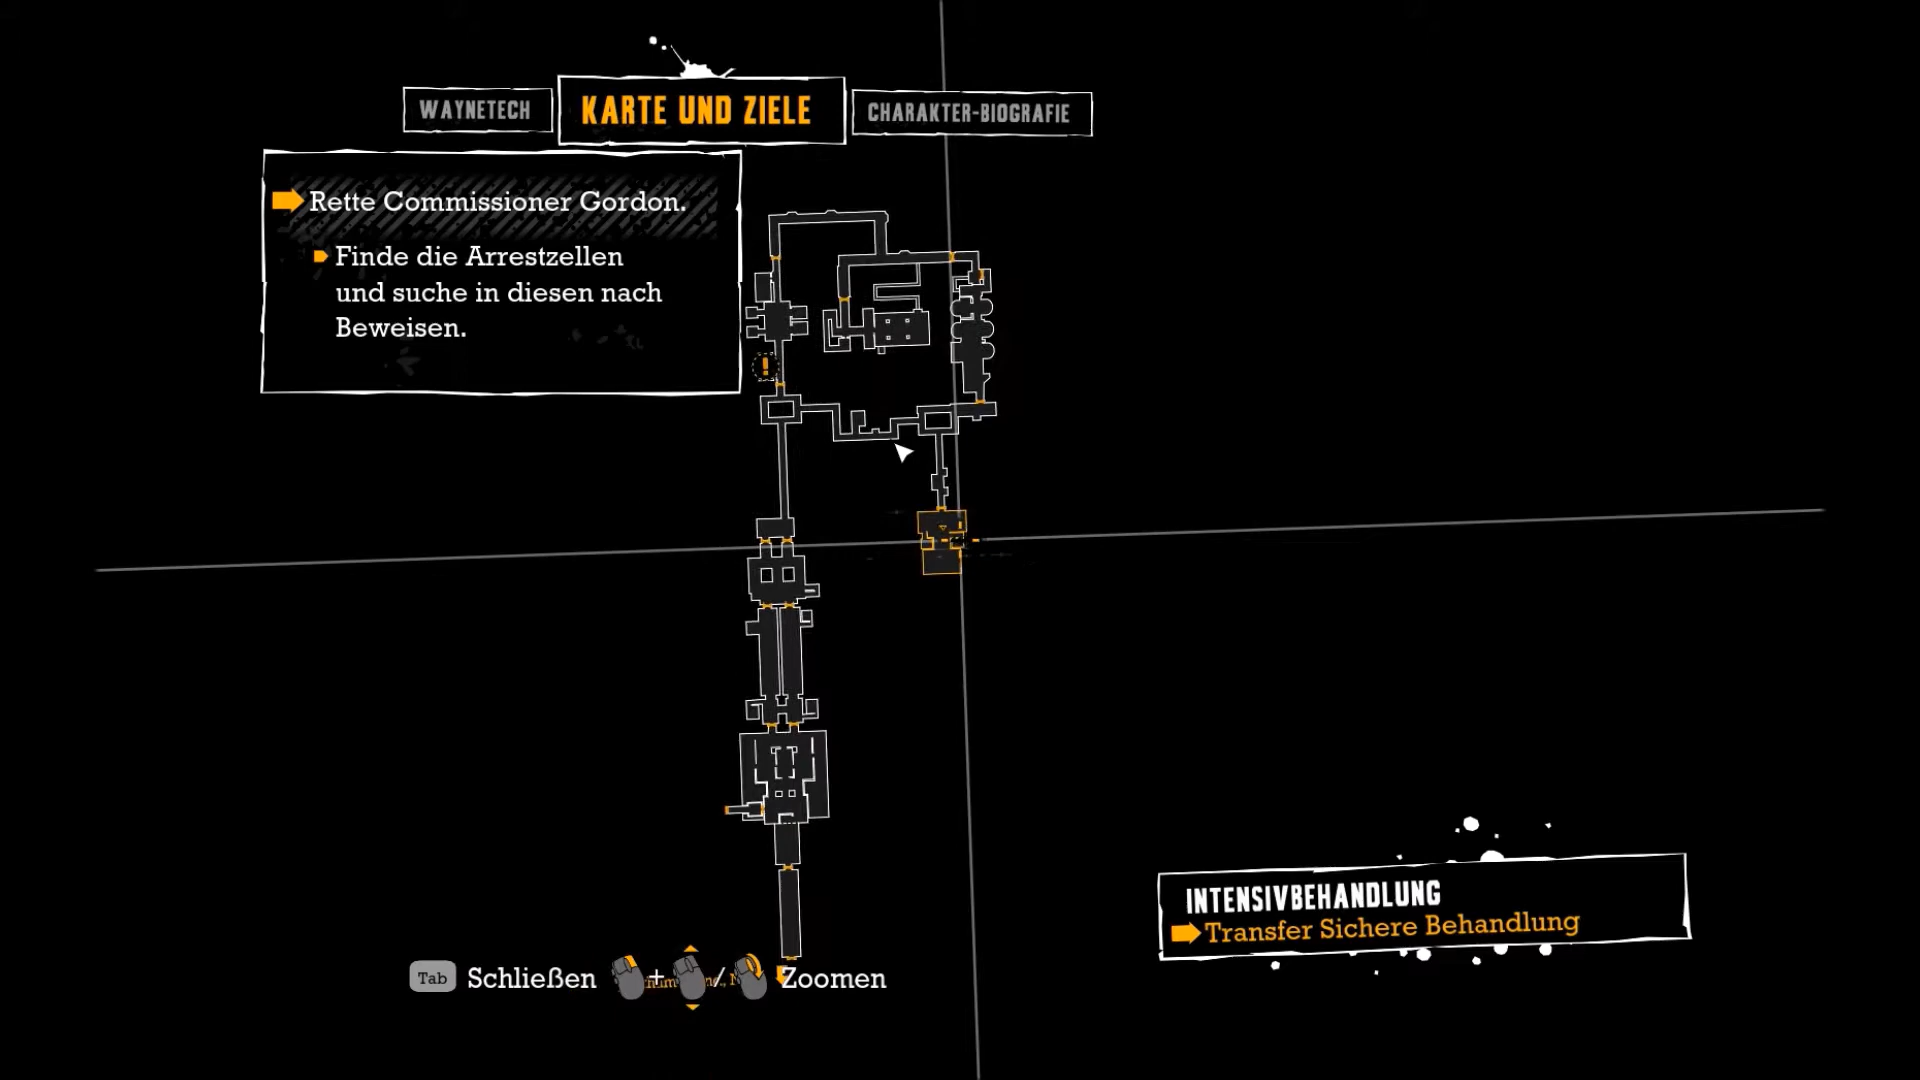 WAYNETECH
KARTE UND ZIELE
CHARAKTER-BIOGRAFIE
Rette Commissioner Gordon.
Finde die Arrestzellen
und suche in diesen nach
Beweisen.
!
INTENSIVBEHANDLUNG
Transfer Sichere Behandlung
Tab Schließen + / Zoomen